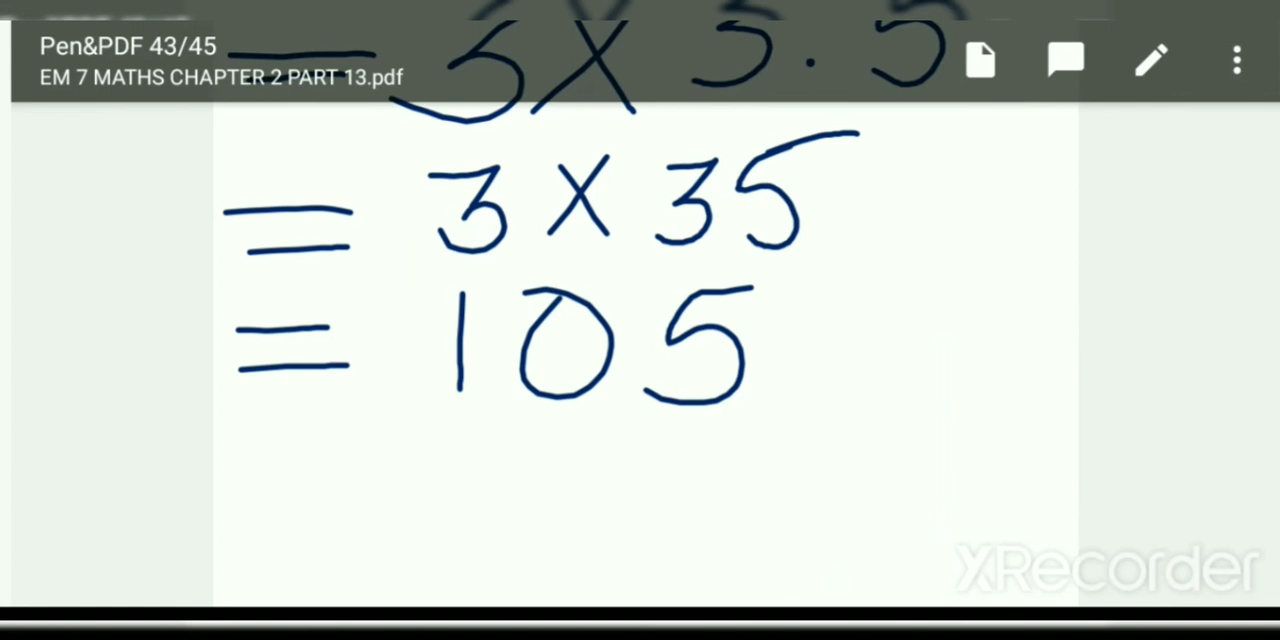 Pen&PDF 43/45
EM 7 MATHS CHAPTER 2 PART 13.pdf
= 3 X 3.5
= 3 X 35
= 105
XRecorder